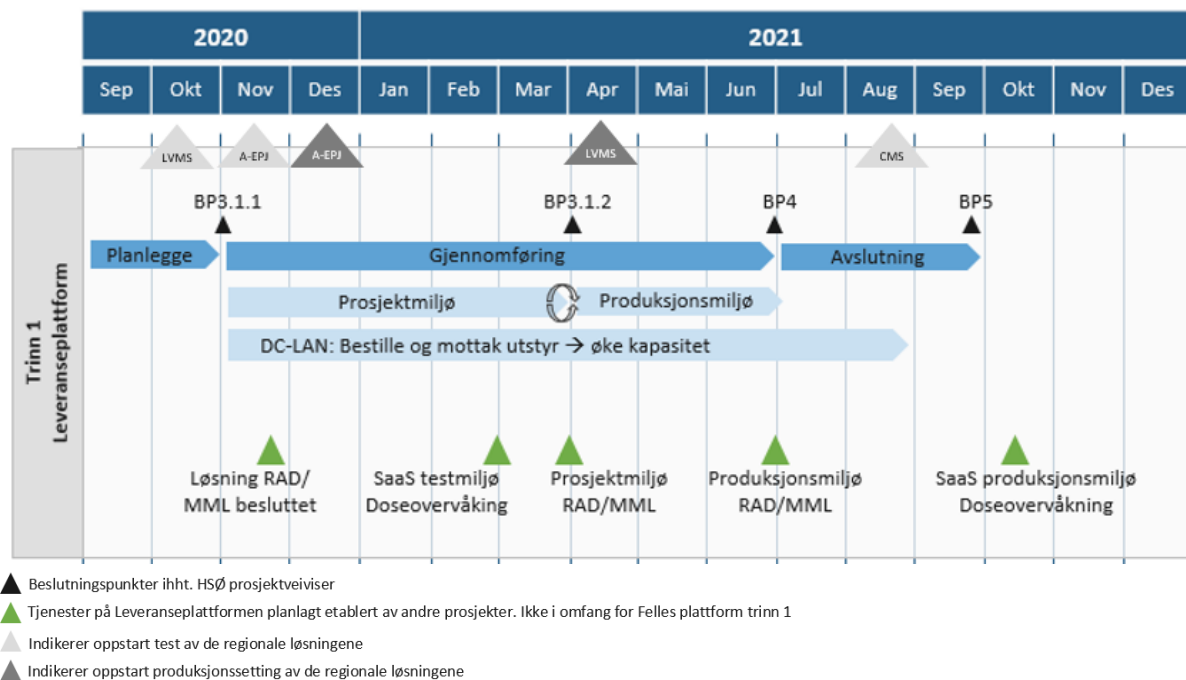 2020
2021
Sep Okt Nov Des Jan Feb Mar Apr Mai Jun Jul Aug Sep Okt Nov Des
LVMS
A-EPJ
A-EPJ
LVMS
CMS
BP3.1.1
BP3.1.2
BP4
BP5
Planlegge
Gjennomføring
Avslutning
Prosjektmiljø
Produksjonsmiljø
DC-LAN: Bestille og mottak utstyr → øke kapasitet
Trinn 1
Leveranseplattform
Løsning RAD/
MML besluttet
SaaS testmiljø
Doseovervåking
Prosjektmiljø
RAD/MML
Produksjonsmiljø
RAD/MML
SaaS produksjonsmiljø
Doseovervåkning
Beslutningspunkter ihht. HSØ prosjektveiviser
Tjenester på Leveranseplattformen planlagt etablert av andre prosjekter. Ikke i omfang for Felles plattform trinn 1
Indikerer oppstart test av de regionale løsningene
Indikerer oppstart produksjonssetting av de regionale løsningene